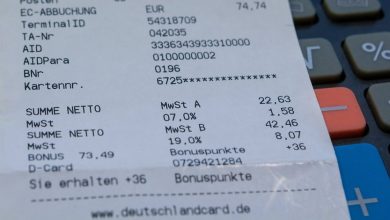 Posten
EC-ABBUCHUNG EUR 74,74
TerminalID 54318709
TA-Nr 042035
AID 3336343933310000
AIDPara 0100000002
BNr 0196
Kartennr. 6725***************
SUMME NETTO MwSt A 22,63
MwSt 07,0% 1,58
SUMME NETTO MwSt B 42,46
MwSt 19,0% 8,07
BONUS 73,49 Bonuspunkte +36
D-Card 0729421284
Sie erhalten +36 Bonuspunkte
www.deutschlandcard.de
√
+